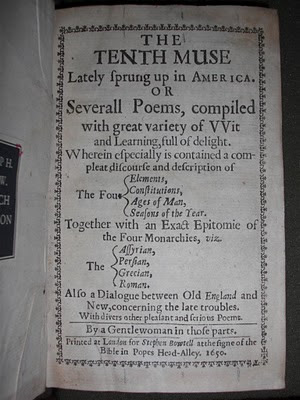 THE
TENTH MUSE
Lately sprung up in AMERICA.
OR
Severall Poems, compiled
with great variety of VVit
and Learning, full of delight.
Wherein eſpecially is contained a com-
pleat diſcourſe and deſcription of
The Four
Elements,
Conſtitutions,
Ages of Man,
Seaſons of the Year.
Together with an Exact Epitomie of
the Four Monarchies, viz.
The
Aſſyrian,
Perſian,
Grecian,
Roman.
Alſo a Dialogue between Old England and
New, concerning the late troubles.
With divers other pleaſant and ſerious Poems.
By a Gentlewoman in thoſe parts.
Printed at London for Stephen Bowtell at the ſigne of the
Bible in Popes Head-Alley. 1650.
P H.
W.
CH
ION